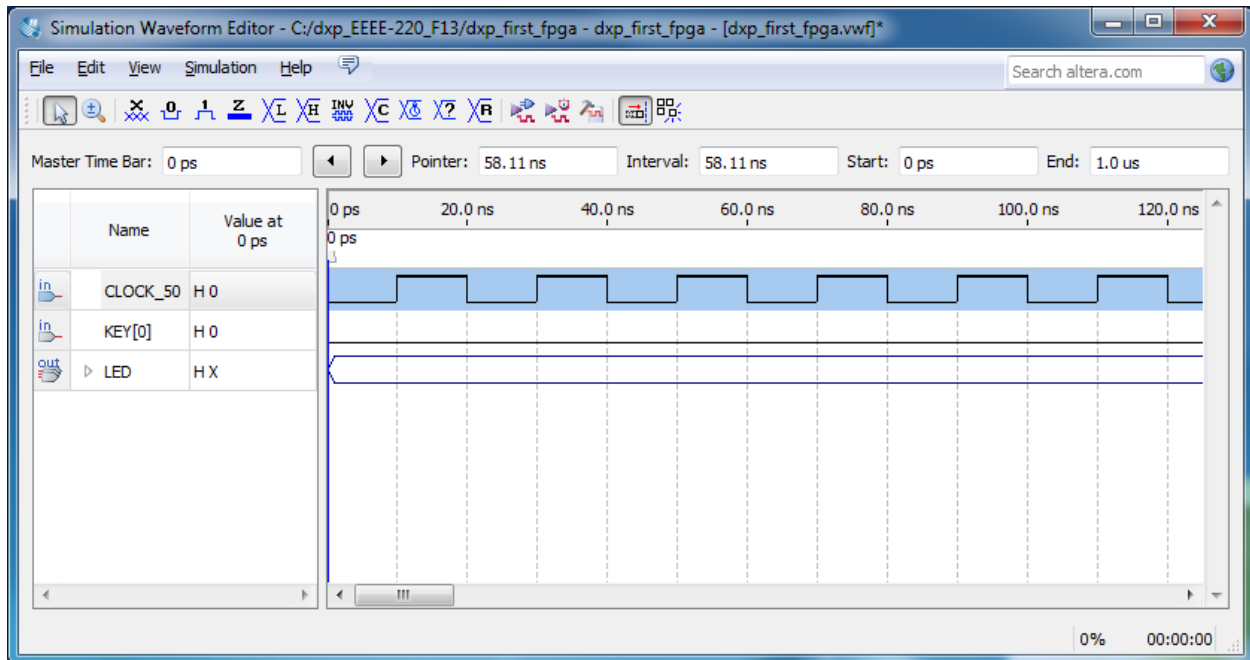 Simulation Waveform Editor - C:/dxp_EEEE-220_F13/dxp_first_fpga - dxp_first_fpga - [dxp_first_fpga.vwf]*
File Edit View Simulation Help Search altera.com
X 0 1 Z L H INV C ? R
Master Time Bar: 0 ps Pointer: 58.11 ns Interval: 58.11 ns Start: 0 ps End: 1.0 us
Name Value at 0 ps
0 ps 20.0 ns 40.0 ns 60.0 ns 80.0 ns 100.0 ns 120.0 ns
0 ps
in CLOCK_50 H 0
in KEY[0] H 0
out LED H X
0% 00:00:00